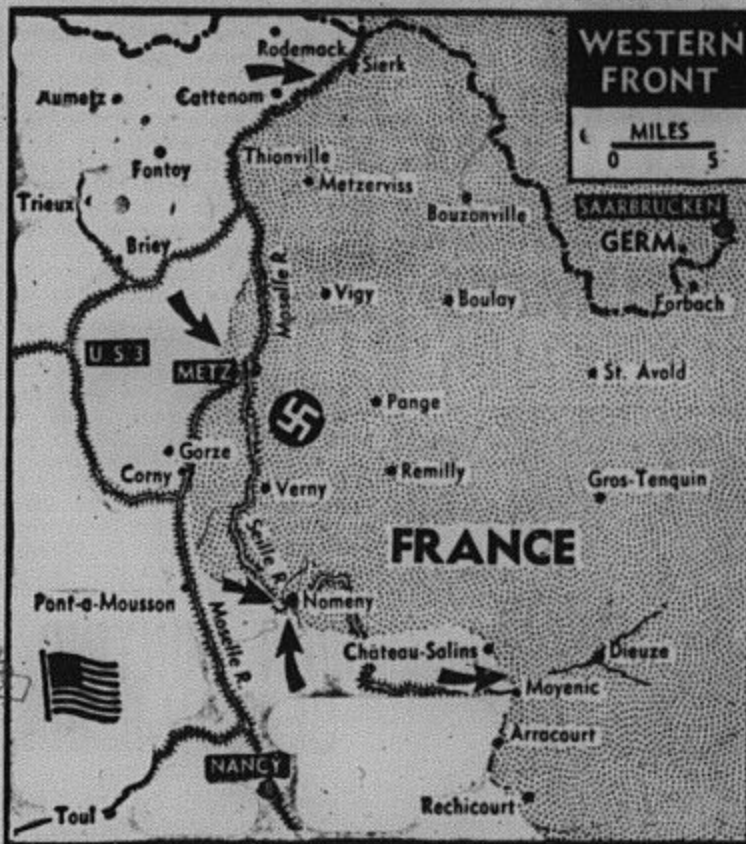 WESTERN
FRONT
MILES
0 5
Rodemack
Sierk
Aumetz
Cattenom
Thionville
Fontoy
Metzerviss
Trieux
Bouzonville
SAARBRUCKEN
Briey
GERM.
Moselle R.
Vigy
Boulay
Forbach
U S 3
METZ
St. Avold
Pange
Gorze
Corny
Remilly
Verny
Gros-Tenquin
Seille R.
FRANCE
Pont-a-Mousson
Nomeny
Moselle R.
Château-Salins
Dieuze
Moyenic
Arracourt
NANCY
Rechicourt
Toul